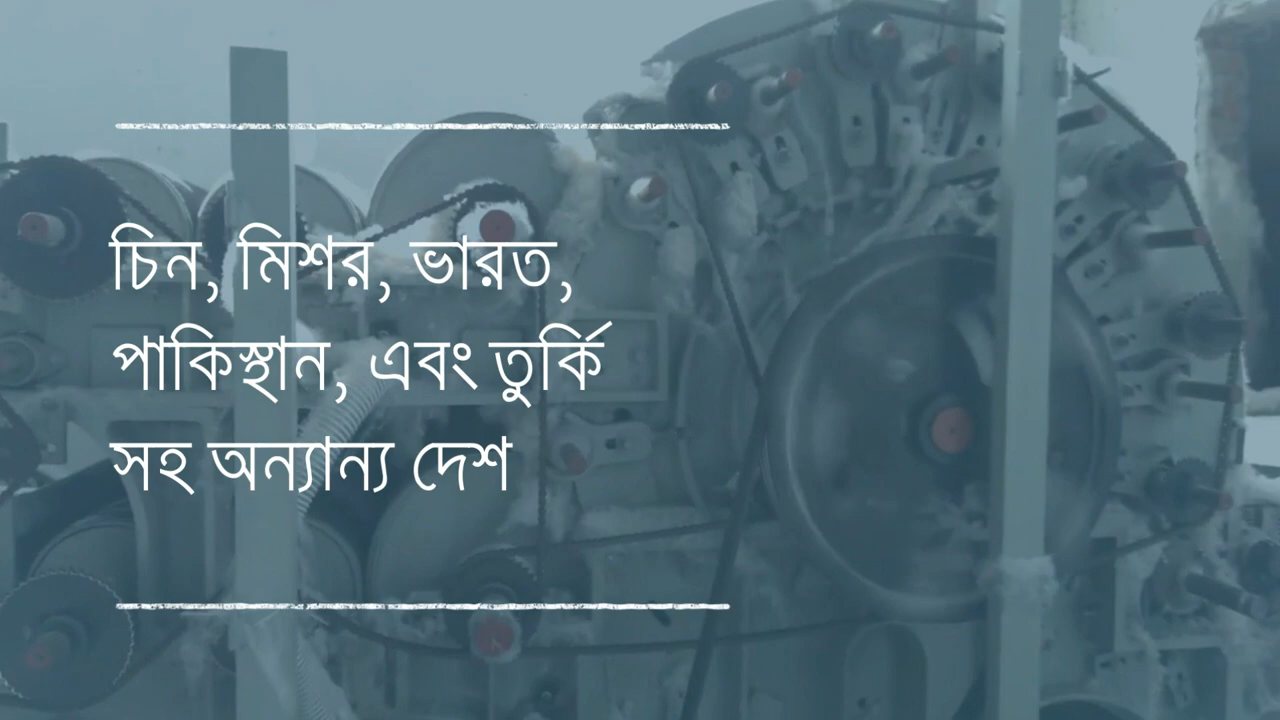 চিন, মিশর, ভারত,
পাকিস্থান, এবং তুর্কি
সহ অন্যান্য দেশ